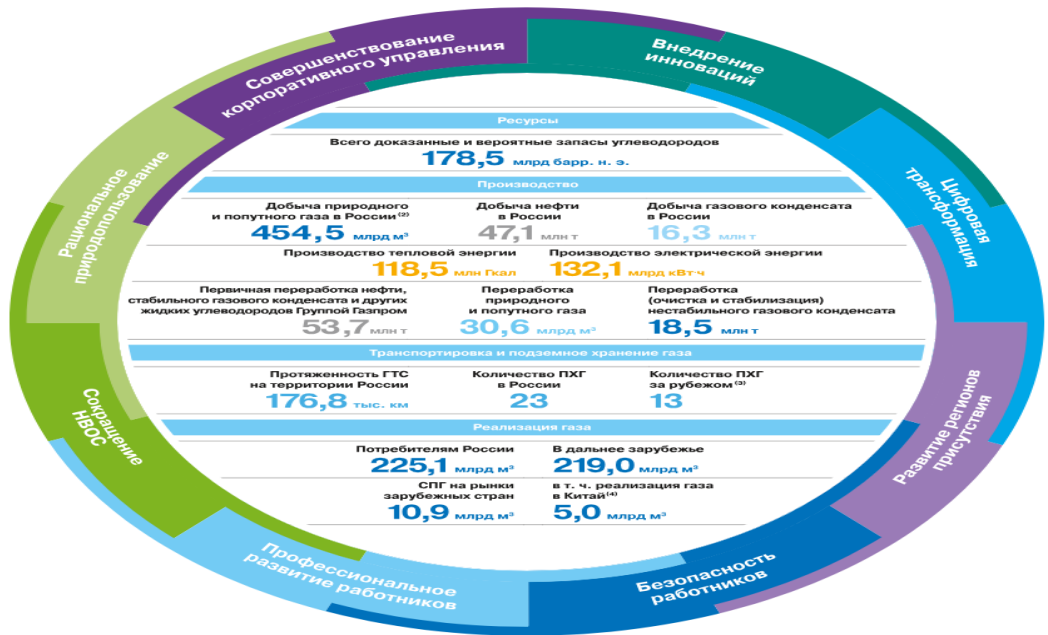 Совершенствование
корпоративного управления
Внедрение
инноваций
Цифровая
трансформация
Развитие регионов
присутствия
Безопасность
работников
Профессиональное
развитие работников
Сокращение
НВОС
Рациональное
природопользование
Ресурсы
Всего доказанные и вероятные запасы углеводородов
178,5 млрд барр. н. э.
Производство
Добыча природного
и попутного газа в России(2)
454,5 млрд м³
Добыча нефти
в России
47,1 млн т
Добыча газового конденсата
в России
16,3 млн т
Производство тепловой энергии
118,5 млн Гкал
Производство электрической энергии
132,1 млрд кВт·ч
Первичная переработка нефти,
стабильного газового конденсата и других
жидких углеводородов Группой Газпром
53,7 млн т
Переработка
природного
и попутного газа
30,6 млрд м³
Переработка
(очистка и стабилизация)
нестабильного газового конденсата
18,5 млн т
Транспортировка и подземное хранение газа
Протяженность ГТС
на территории России
176,8 тыс. км
Количество ПХГ
в России
23
Количество ПХГ
за рубежом(3)
13
Реализация газа
Потребителям России
225,1 млрд м³
В дальнее зарубежье
219,0 млрд м³
СПГ на рынки
зарубежных стран
10,9 млрд м³
в т. ч. реализация газа
в Китай(4)
5,0 млрд м³